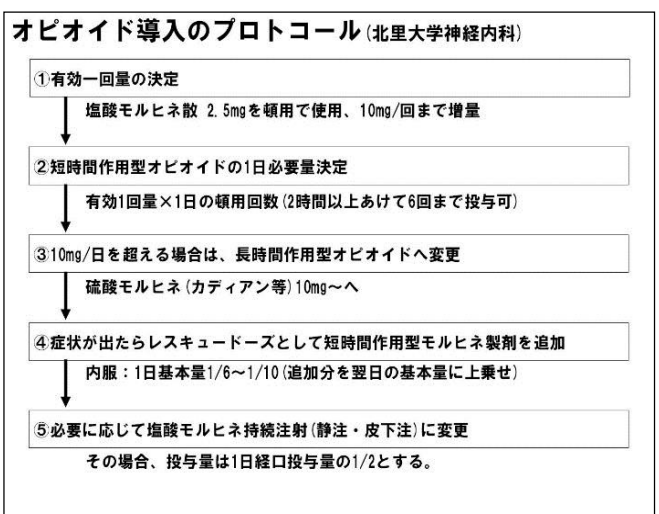 オピオイド導入のプロトコール(北里大学神経内科)
①有効一回量の決定
塩酸モルヒネ散 2.5mgを頓用で使用、10mg/回まで増量
②短時間作用型オピオイドの1日必要量決定
有効1回量×1日の頓用回数(2時間以上あけて6回まで投与可)
③10mg/日を超える場合は、長時間作用型オピオイドへ変更
硫酸モルヒネ(カディアン等)10mg～へ
④症状が出たらレスキュードーズとして短時間作用型モルヒネ製剤を追加
内服：1日基本量1/6～1/10(追加分を翌日の基本量に上乗せ)
⑤必要に応じて塩酸モルヒネ持続注射(静注・皮下注)に変更
その場合、投与量は1日経口投与量の1/2とする。